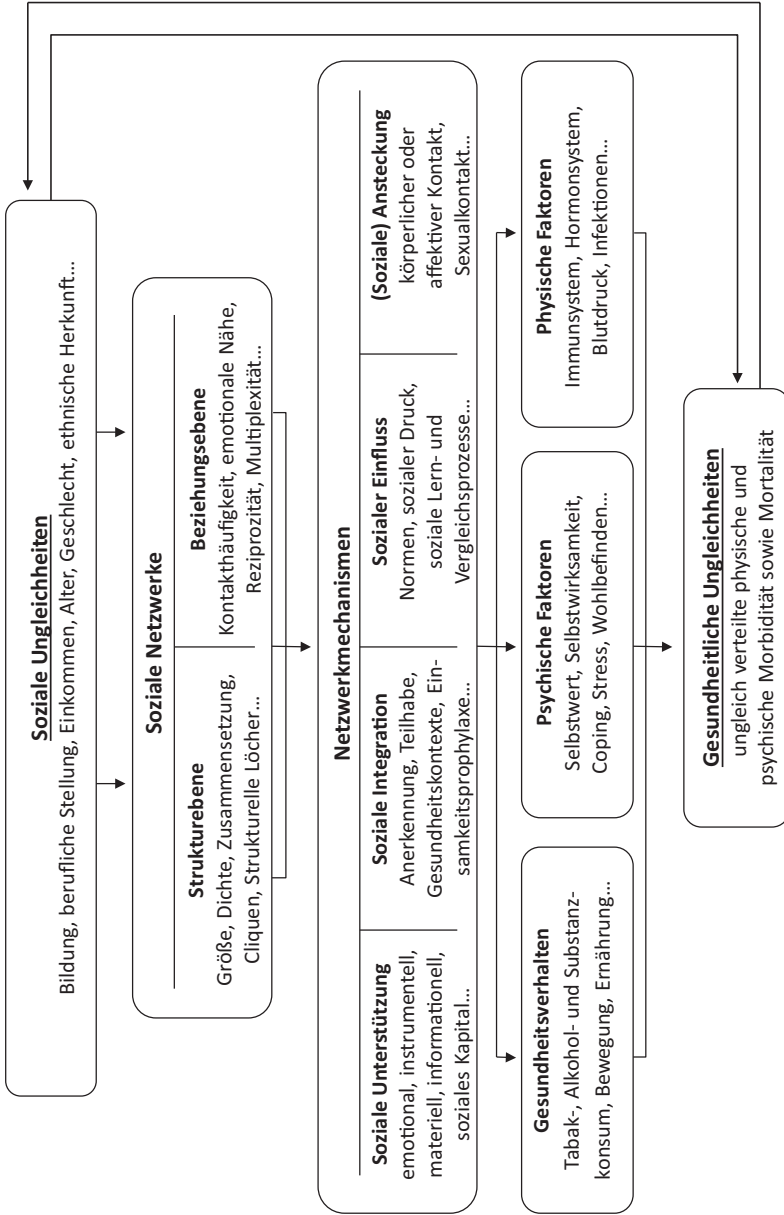 Soziale Ungleichheiten
Bildung, berufliche Stellung, Einkommen, Alter, Geschlecht, ethnische Herkunft...
Soziale Netzwerke
Strukturebene
Größe, Dichte, Zusammensetzung,
Cliquen, Strukturelle Löcher...
Beziehungsebene
Kontakthäufigkeit, emotionale Nähe,
Reziprozität, Multiplexität...
Netzwerkmechanismen
Soziale Unterstützung
emotional, instrumentell,
materiell, informationell,
soziales Kapital...
Soziale Integration
Anerkennung, Teilhabe,
Gesundheitskontexte, Ein-
samkeitsprophylaxe...
Sozialer Einfluss
Normen, sozialer Druck,
soziale Lern- und
Vergleichsprozesse...
(Soziale) Ansteckung
körperlicher oder
affektiver Kontakt,
Sexualkontakt...
Gesundheitsverhalten
Tabak-, Alkohol- und Substanz-
konsum, Bewegung, Ernährung...
Psychische Faktoren
Selbstwert, Selbstwirksamkeit,
Coping, Stress, Wohlbefinden...
Physische Faktoren
Immunsystem, Hormonsystem,
Blutdruck, Infektionen...
Gesundheitliche Ungleichheiten
ungleich verteilte physische und
psychische Morbidität sowie Mortalität